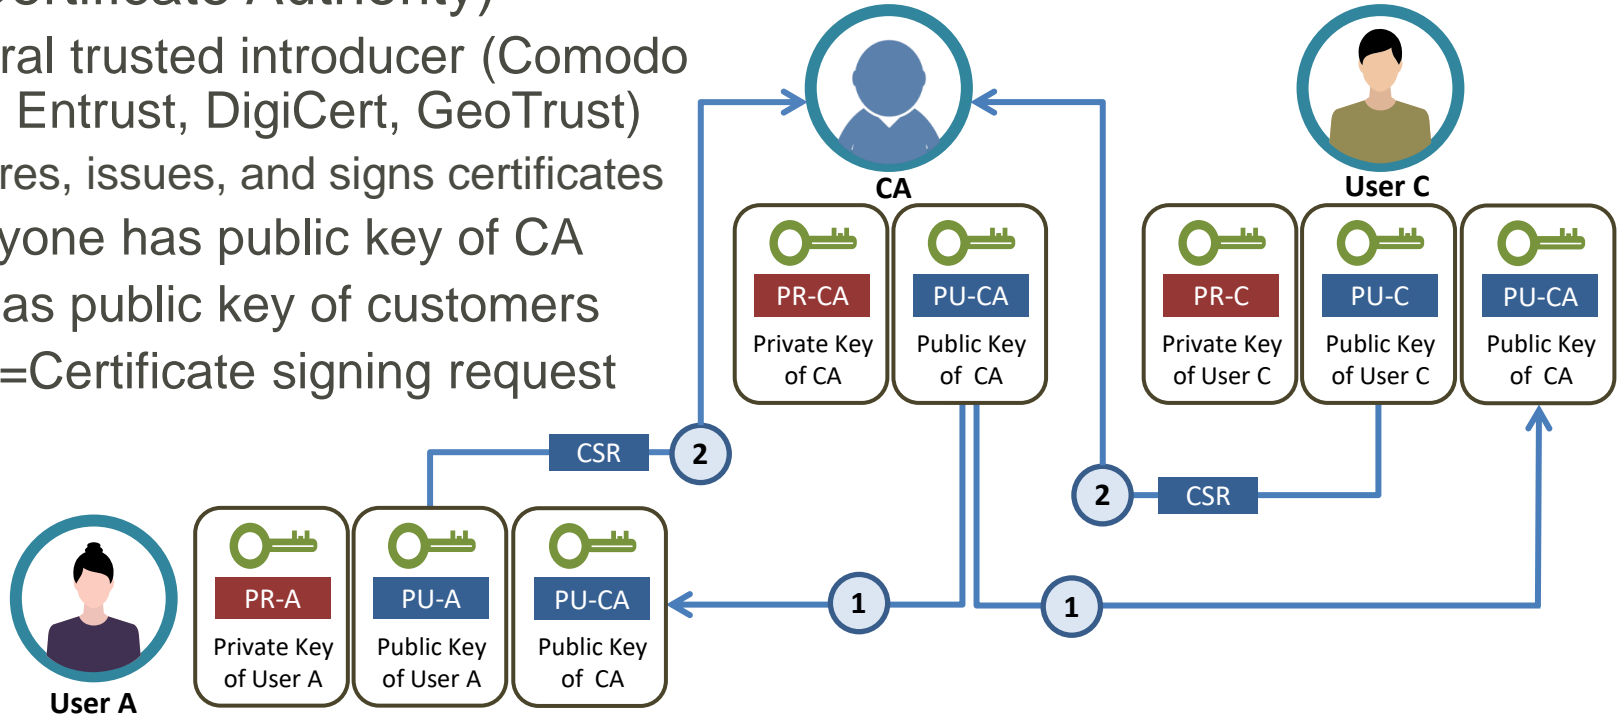 ertificate Authority)
ral trusted introducer (Comodo
Entrust, DigiCert, GeoTrust)
res, issues, and signs certificates
yone has public key of CA
as public key of customers
=Certificate signing request
CA
PR-CA
Private Key
of CA
PU-CA
Public Key
of CA
User C
PR-C
Private Key
of User C
PU-C
Public Key
of User C
PU-CA
Public Key
of CA
CSR
2
2
CSR
1
1
User A
PR-A
Private Key
of User A
PU-A
Public Key
of User A
PU-CA
Public Key
of CA